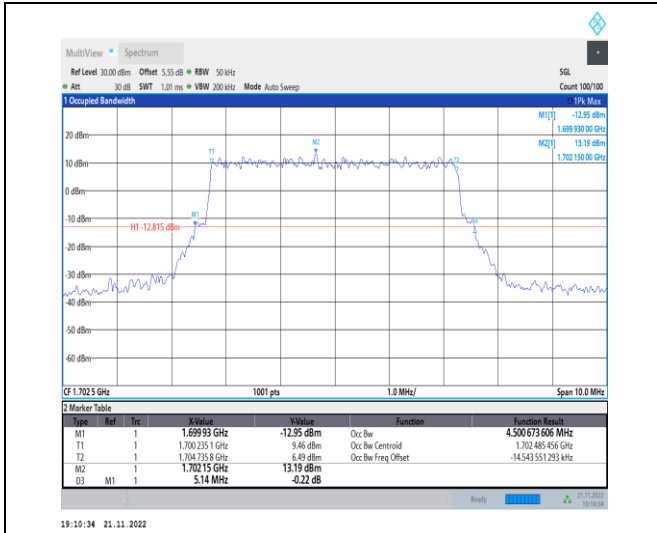 MultiView Spectrum
Ref Level 30.00 dBm Offset 5.55 dB RBW 50 kHz SGL
Att 30 dB SWT 1.01 ms VBW 200 kHz Mode Auto Sweep Count 100/100
1 Occupied Bandwidth 1Pk Max
M1[1] -12.95 dBm
1.699 930 00 GHz
M2[1] 13.19 dBm
1.702 150 00 GHz
20 dBm
M2
T1
T2
10 dBm
0 dBm
-10 dBm
M1
H1 -12.815 dBm
-20 dBm
-30 dBm
-40 dBm
-50 dBm
-60 dBm
CF 1.702 5 GHz 1001 pts 1.0 MHz/ Span 10.0 MHz
2 Marker Table
Type Ref Trc X-Value Y-Value Function Function Result
M1 1 1.699 93 GHz -12.95 dBm Occ Bw 4.500 673 606 MHz
T1 1 1.700 235 1 GHz 9.46 dBm Occ Bw Centroid 1.702 485 456 GHz
T2 1 1.704 735 8 GHz 6.49 dBm Occ Bw Freq Offset -14.543 551 293 kHz
M2 1 1.702 15 GHz 13.19 dBm
D3 M1 1 5.14 MHz -0.22 dB
Ready 21.11.2022
19:10:34
19:10:34 21.11.2022